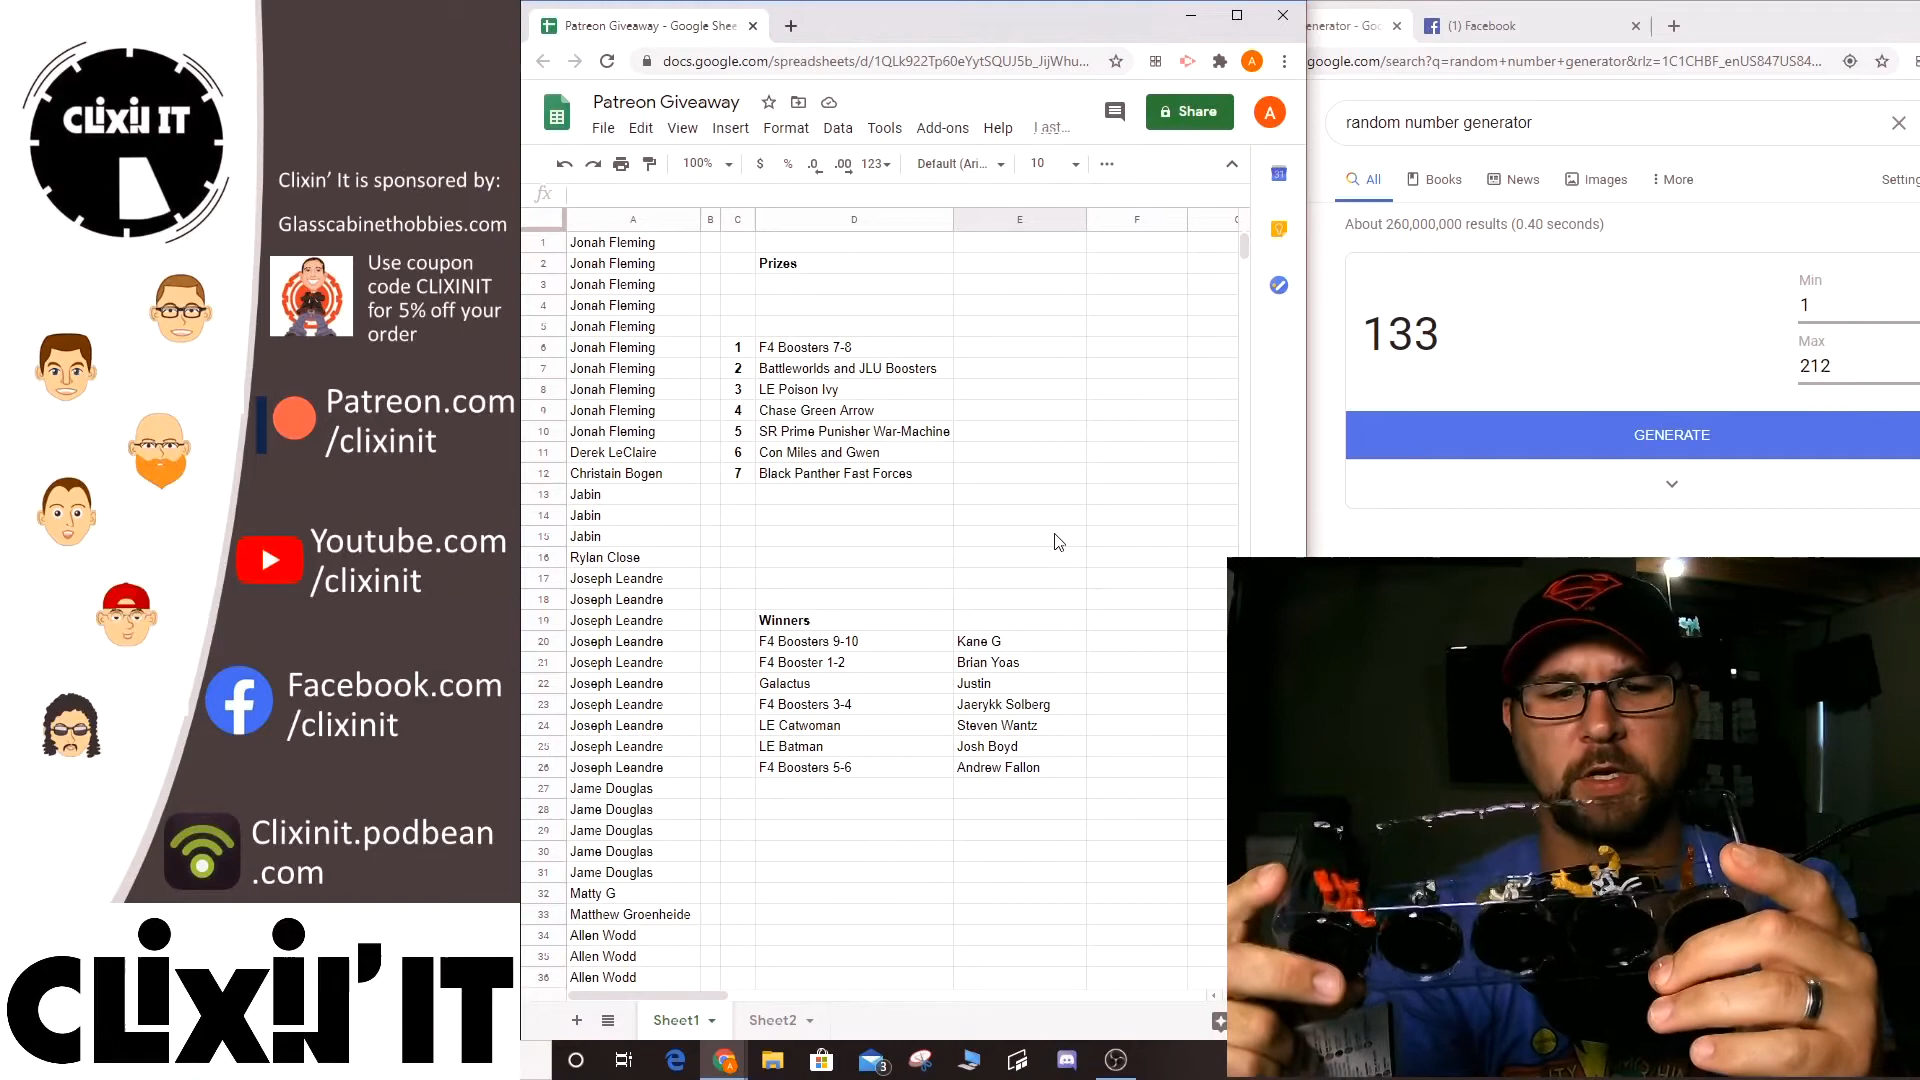 CLIXIN IT
Clixin' It is sponsored by:
Glasscabinethobbies.com
Use coupon
code CLIXINIT
for 5% off your
order
Patreon.com
/clixinit
Youtube.com
/clixinit
Facebook.com
/clixinit
Clixinit.podbean
.com
CLIXIN'IT
Patreon Giveaway - Google Shee
docs.google.com/spreadsheets/d/1QLk922Tp60eYytSQUJ5b_JijWhu...
A
Patreon Giveaway
Share
A
File Edit View Insert Format Data Tools Add-ons Help Last...
100% $ % .0 .00 123 Default (Ari... 10
fx
31
A B C D E F G
1 Jonah Fleming
2 Jonah Fleming Prizes
3 Jonah Fleming
4 Jonah Fleming
5 Jonah Fleming
6 Jonah Fleming 1 F4 Boosters 7-8
7 Jonah Fleming 2 Battleworlds and JLU Boosters
8 Jonah Fleming 3 LE Poison Ivy
9 Jonah Fleming 4 Chase Green Arrow
10 Jonah Fleming 5 SR Prime Punisher War-Machine
11 Derek LeClaire 6 Con Miles and Gwen
12 Christain Bogen 7 Black Panther Fast Forces
13 Jabin
14 Jabin
15 Jabin
16 Rylan Close
17 Joseph Leandre
18 Joseph Leandre
19 Joseph Leandre Winners
20 Joseph Leandre F4 Boosters 9-10 Kane G
21 Joseph Leandre F4 Booster 1-2 Brian Yoas
22 Joseph Leandre Galactus Justin
23 Joseph Leandre F4 Boosters 3-4 Jaerykk Solberg
24 Joseph Leandre LE Catwoman Steven Wantz
25 Joseph Leandre LE Batman Josh Boyd
26 Joseph Leandre F4 Boosters 5-6 Andrew Fallon
27 Jame Douglas
28 Jame Douglas
29 Jame Douglas
30 Jame Douglas
31 Jame Douglas
32 Matty G
33 Matthew Groenheide
34 Allen Wodd
35 Allen Wodd
36 Allen Wodd
Sheet1 Sheet2
3
enerator - Goo (1) Facebook
google.com/search?q=random+number+generator&rlz=1C1CHBF_enUS847US84...
random number generator
All Books News Images More Setting
About 260,000,000 results (0.40 seconds)
133
Min
1
Max
212
GENERATE